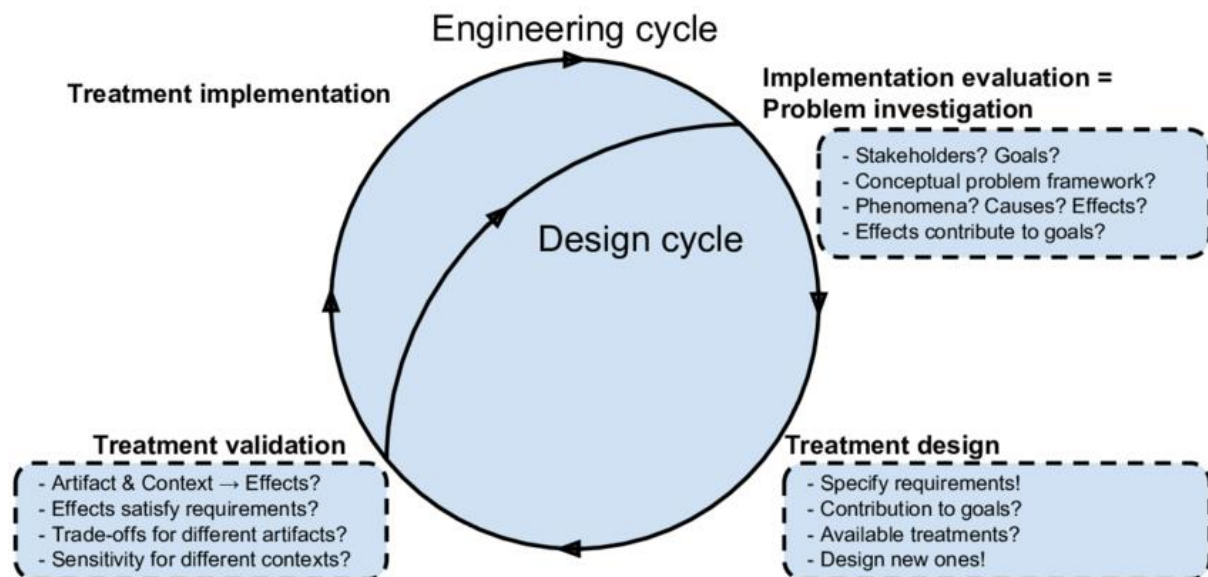 Engineering cycle
Treatment implementation
Implementation evaluation =
Problem investigation
- Stakeholders? Goals?
- Conceptual problem framework?
- Phenomena? Causes? Effects?
- Effects contribute to goals?
Design cycle
Treatment validation
- Artifact & Context → Effects?
- Effects satisfy requirements?
- Trade-offs for different artifacts?
- Sensitivity for different contexts?
Treatment design
- Specify requirements!
- Contribution to goals?
- Available treatments?
- Design new ones!